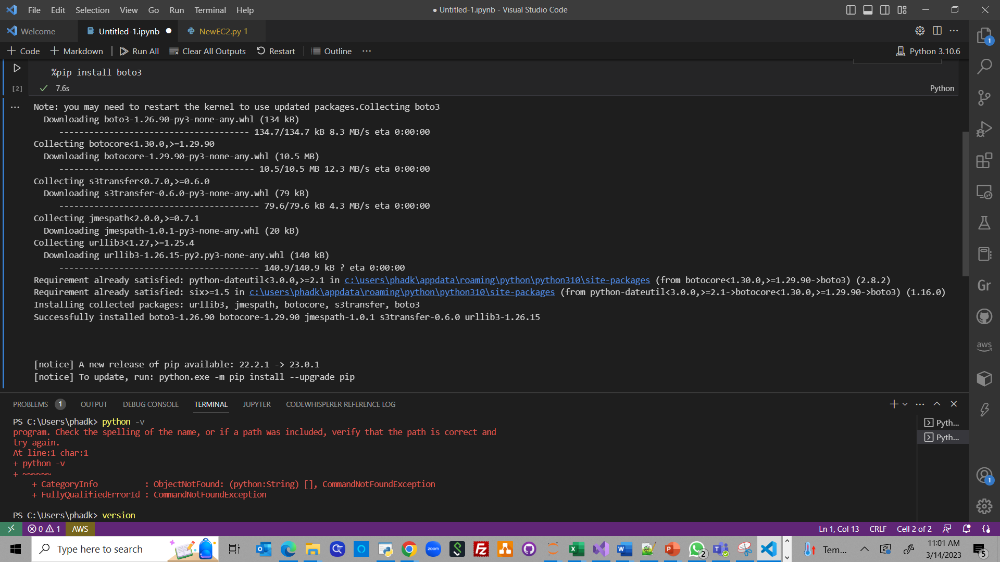 File Edit Selection View Go Run Terminal Help
● Untitled-1.ipynb - Visual Studio Code
Welcome
Untitled-1.ipynb ●
NewEC2.py 1
+ Code + Markdown | Run All Clear All Outputs Restart | Outline ···
Python 3.10.6
%pip install boto3
[2] ✓ 7.6s
Python
Note: you may need to restart the kernel to use updated packages.Collecting boto3
Downloading boto3-1.26.90-py3-none-any.whl (134 kB)
-------------------------------------- 134.7/134.7 kB 8.3 MB/s eta 0:00:00
Collecting botocore<1.30.0,>=1.29.90
Downloading botocore-1.29.90-py3-none-any.whl (10.5 MB)
--------------------------------------- 10.5/10.5 MB 12.3 MB/s eta 0:00:00
Collecting s3transfer<0.7.0,>=0.6.0
Downloading s3transfer-0.6.0-py3-none-any.whl (79 kB)
---------------------------------------- 79.6/79.6 kB 4.3 MB/s eta 0:00:00
Collecting jmespath<2.0.0,>=0.7.1
Downloading jmespath-1.0.1-py3-none-any.whl (20 kB)
Collecting urllib3<1.27,>=1.25.4
Downloading urllib3-1.26.15-py2.py3-none-any.whl (140 kB)
---------------------------------------- 140.9/140.9 kB ? eta 0:00:00
Requirement already satisfied: python-dateutil<3.0.0,>=2.1 in c:\users\phadk\appdata\roaming\python\python310\site-packages (from botocore<1.30.0,>=1.29.90->boto3) (2.8.2)
Requirement already satisfied: six>=1.5 in c:\users\phadk\appdata\roaming\python\python310\site-packages (from python-dateutil<3.0.0,>=2.1->botocore<1.30.0,>=1.29.90->boto3) (1.16.0)
Installing collected packages: urllib3, jmespath, botocore, s3transfer, boto3
Successfully installed boto3-1.26.90 botocore-1.29.90 jmespath-1.0.1 s3transfer-0.6.0 urllib3-1.26.15
[notice] A new release of pip available: 22.2.1 -> 23.0.1
[notice] To update, run: python.exe -m pip install --upgrade pip
PROBLEMS 1 OUTPUT DEBUG CONSOLE TERMINAL JUPYTER CODEWHISPERER REFERENCE LOG
PS C:\Users\phadk> python -v
program. Check the spelling of the name, or if a path was included, verify that the path is correct and
try again.
At line:1 char:1
+ python -v
+ ~~~~~~
+ CategoryInfo : ObjectNotFound: (python:String) [], CommandNotFoundException
+ FullyQualifiedErrorId : CommandNotFoundException
PS C:\Users\phadk> version
Pyth...
Pyth...
1
Gr
aws
1
0 1 AWS
Ln 1, Col 13 CRLF Cell 2 of 2
Type here to search
zoom
2
Tem...
11:01 AM
3/14/2023
5